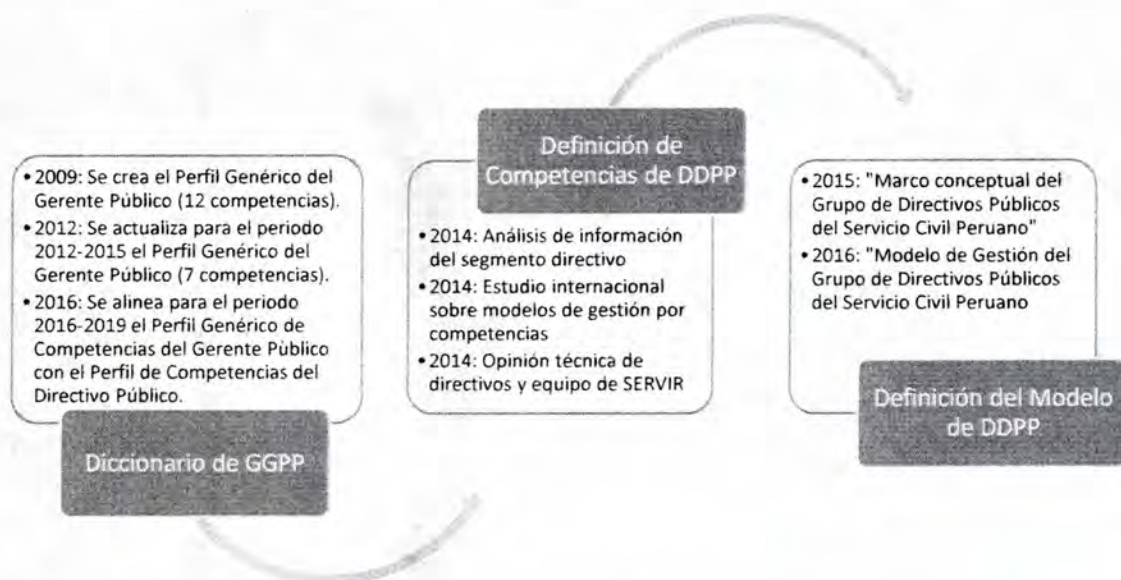 • 2009: Se crea el Perfil Genérico del
Gerente Público (12 competencias).
• 2012: Se actualiza para el periodo
2012-2015 el Perfil Genérico del
Gerente Público (7 competencias).
• 2016: Se alinea para el periodo
2016-2019 el Perfil Genérico de
Competencias del Gerente Público
con el Perfil de Competencias del
Directivo Público.
Diccionario de GGPP
Definición de
Competencias de DDPP
• 2014: Análisis de información
del segmento directivo
• 2014: Estudio internacional
sobre modelos de gestión por
competencias
• 2014: Opinión técnica de
directivos y equipo de SERVIR
• 2015: "Marco conceptual del
Grupo de Directivos Públicos
del Servicio Civil Peruano"
• 2016: "Modelo de Gestión del
Grupo de Directivos Públicos
del Servicio Civil Peruano
Definición del Modelo
de DDPP